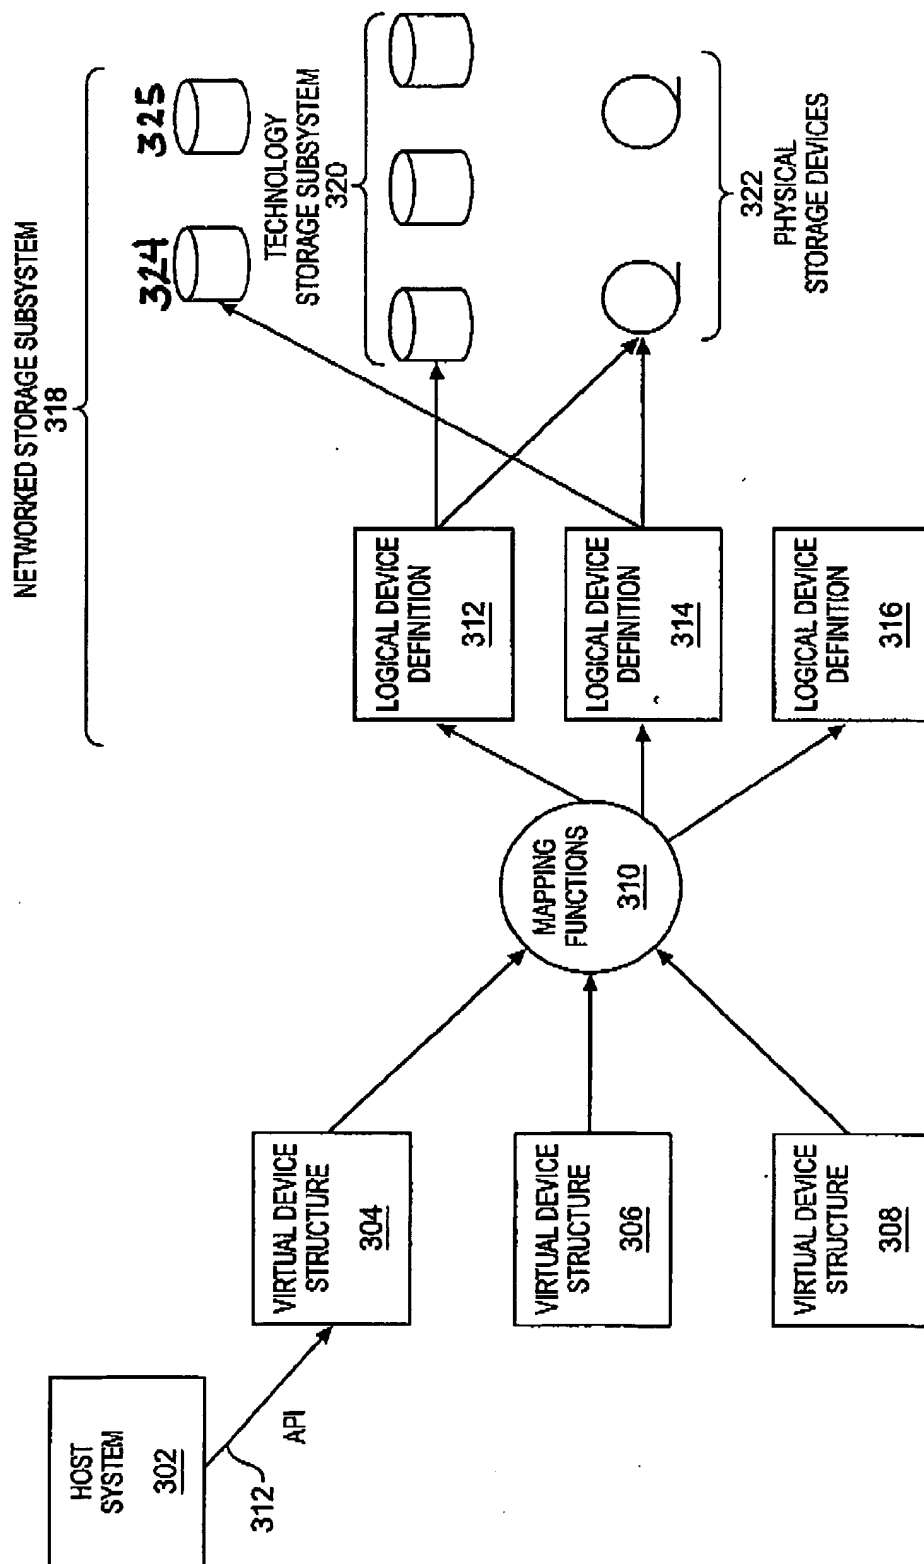 NETWORKED STORAGE SUBSYSTEM
318
324
325
TECHNOLOGY
STORAGE SUBSYSTEM
320
322
PHYSICAL
STORAGE DEVICES
HOST
SYSTEM
302
312
API
VIRTUAL DEVICE
STRUCTURE
304
VIRTUAL DEVICE
STRUCTURE
306
VIRTUAL DEVICE
STRUCTURE
308
MAPPING
FUNCTIONS
310
LOGICAL DEVICE
DEFINITION
312
LOGICAL DEVICE
DEFINITION
314
LOGICAL DEVICE
DEFINITION
316